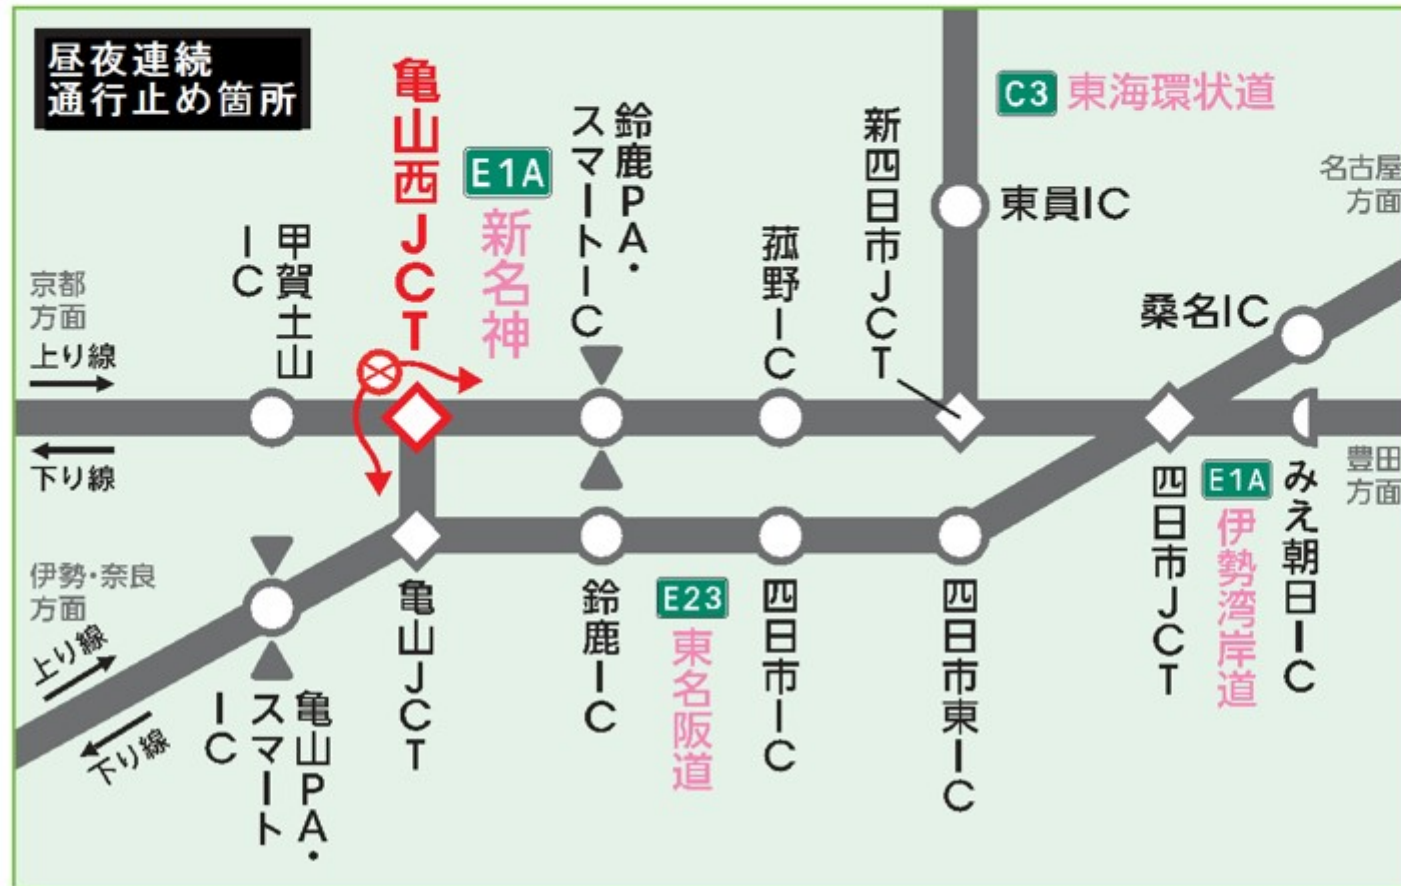 昼夜連続
通行止め箇所
亀山西JCT
E1A
新名神
鈴鹿PA・
スマートIC
菰野IC
新四日市JCT
C3 東海環状道
東員IC
名古屋
方面
桑名IC
甲賀土山
IC
京都
方面
上り線
下り線
豊田
方面
みえ朝日IC
E1A
伊勢湾岸道
四日市JCT
伊勢・奈良
方面
上り線
下り線
亀山PA・
スマート
IC
亀山JCT
鈴鹿IC
E23
東名阪道
四日市IC
四日市東IC